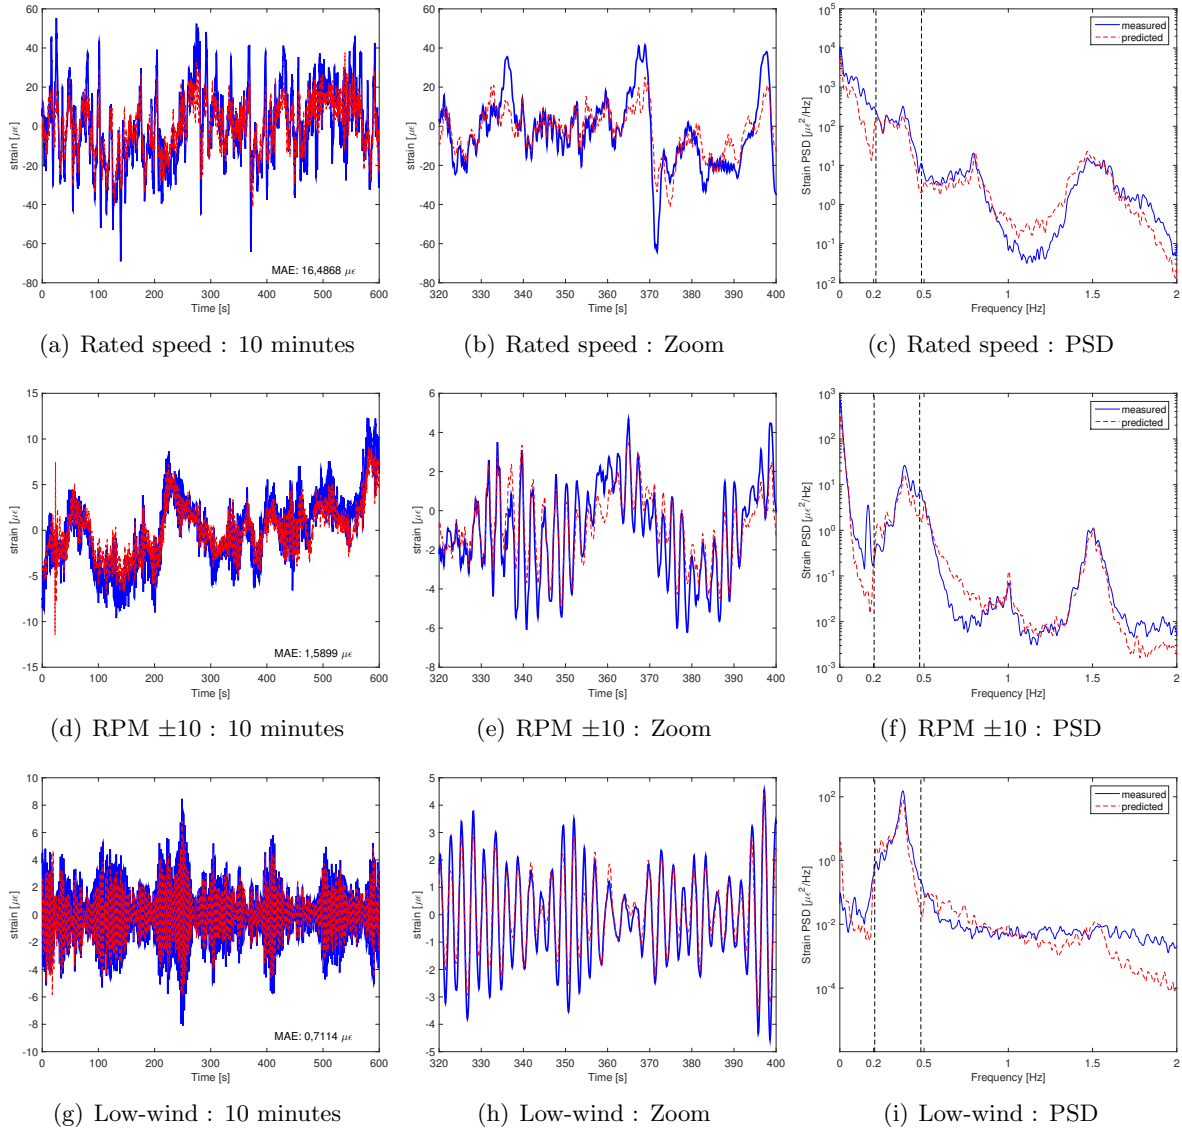 60
40
20
0
-20
-40
-60
-80
strain [με]
MAE: 16,4868 με
0 100 200 300 400 500 600
Time [s]
(a) Rated speed : 10 minutes
60
40
20
0
-20
-40
-60
-80
strain [με]
320 330 340 350 360 370 380 390 400
Time [s]
(b) Rated speed : Zoom
10^5
10^4
10^3
10^2
10^1
10^0
10^-1
10^-2
Strain PSD [με^2/Hz]
measured
predicted
0 0.2 0.5 1 1.5 2
Frequency [Hz]
(c) Rated speed : PSD
15
10
5
0
-5
-10
-15
strain [με]
MAE: 1,5899 με
0 100 200 300 400 500 600
Time [s]
(d) RPM ±10 : 10 minutes
6
4
2
0
-2
-4
-6
-8
strain [με]
320 330 340 350 360 370 380 390 400
Time [s]
(e) RPM ±10 : Zoom
10^3
10^2
10^1
10^0
10^-1
10^-2
10^-3
Strain PSD [με^2/Hz]
measured
predicted
0 0.2 0.5 1 1.5 2
Frequency [Hz]
(f) RPM ±10 : PSD
10
8
6
4
2
0
-2
-4
-6
-8
-10
strain [με]
MAE: 0,7114 με
0 100 200 300 400 500 600
Time [s]
(g) Low-wind : 10 minutes
5
4
3
2
1
0
-1
-2
-3
-4
-5
strain [με]
320 330 340 350 360 370 380 390 400
Time [s]
(h) Low-wind : Zoom
10^2
10^0
10^-2
10^-4
Strain PSD [με^2/Hz]
measured
predicted
0 0.2 0.5 1 1.5 2
Frequency [Hz]
(i) Low-wind : PSD